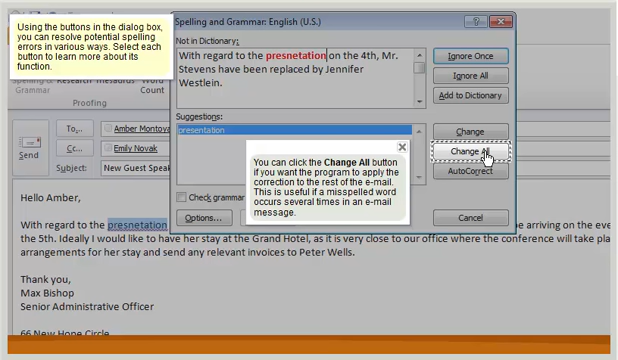 Using the buttons in the dialog box,
you can resolve potential spelling
errors in various ways. Select each
button to learn more about its
function.
Spelling and Grammar: English (U.S.)
Not in Dictionary:
With regard to the presnetation on the 4th, Mr.
Stevens have been replaced by Jennifer
Westlein.
Ignore Once
Ignore All
Add to Dictionary
Suggestions:
presentation
Change
Change All
AutoCorrect
You can click the Change All button
if you want the program to apply the
correction to the rest of the e-mail.
This is useful if a misspelled word
occurs several times in an e-mail
message.
Check grammar
Options...
Cancel
Grammar
Research Thesaurus Word
Count
Proofing
Send
To... Amber Montoya
Cc... Emily Novak
Subject: New Guest Speak
Hello Amber,
With regard to the presnetation be arriving on the eve
the 5th. Ideally I would like to have her stay at the Grand Hotel, as it is very close to our office where the conference will take pla
arrangements for her stay and send any relevant invoices to Peter Wells.
Thank you,
Max Bishop
Senior Administrative Officer
66 New Hope Circle